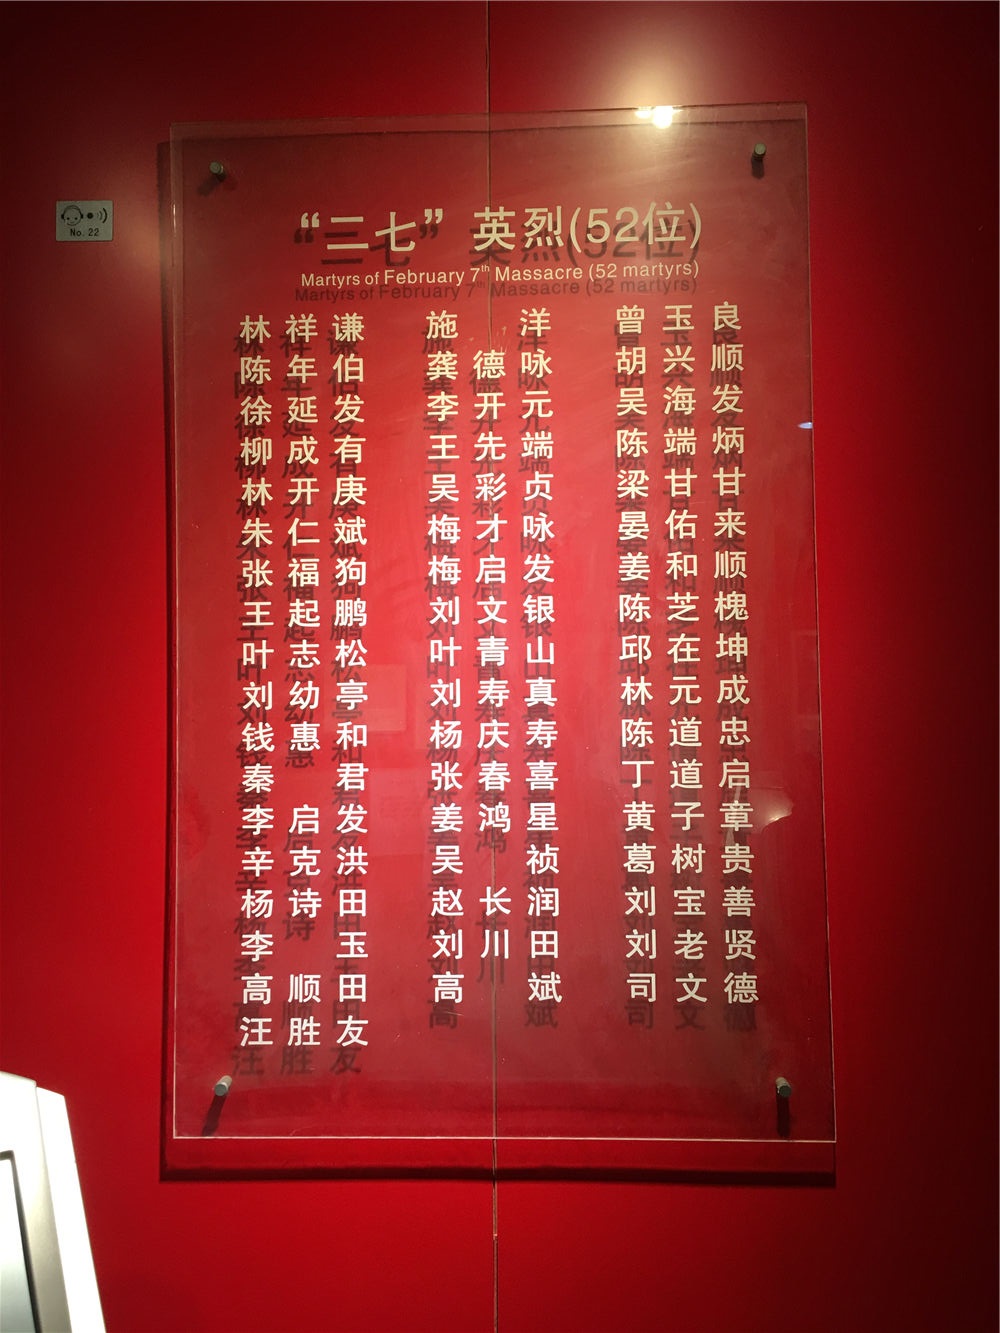 “二七” 英烈(52位)
Martyrs of February 7th Massacre (52 martyrs)
林祥谦 施 洋 曾玉良
陈年伯 龚德咏 胡兴顺
徐延发 李开元 吴海发
柳成有 王先端 陈端炳
林开庚 吴彩贞 梁甘甘
朱仁斌 梅才咏 晏佑来
张福狗 梅启发 姜和顺
王起鹏 刘文银 陈芝槐
叶志松 叶青山 邱在坤
刘幼亭 刘寿真 林元成
钱惠和 杨庆寿 陈道忠
秦 君 张春喜 丁道启
李启发 姜鸿星 黄子章
辛克洪 吴 祯 葛树贵
杨诗田 赵长润 刘宝善
李 玉 刘川田 刘老贤
高顺田 高 斌 司文德
汪胜友
No. 22